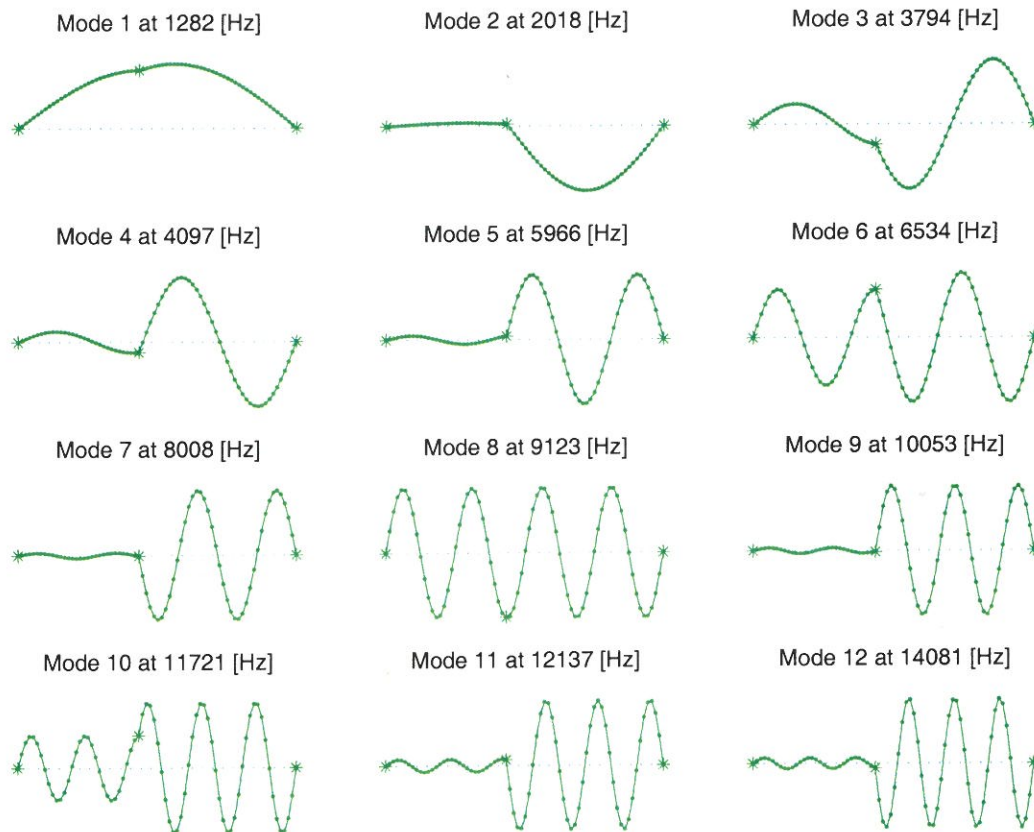 Mode 1 at 1282 [Hz]
Mode 2 at 2018 [Hz]
Mode 3 at 3794 [Hz]
Mode 4 at 4097 [Hz]
Mode 5 at 5966 [Hz]
Mode 6 at 6534 [Hz]
Mode 7 at 8008 [Hz]
Mode 8 at 9123 [Hz]
Mode 9 at 10053 [Hz]
Mode 10 at 11721 [Hz]
Mode 11 at 12137 [Hz]
Mode 12 at 14081 [Hz]